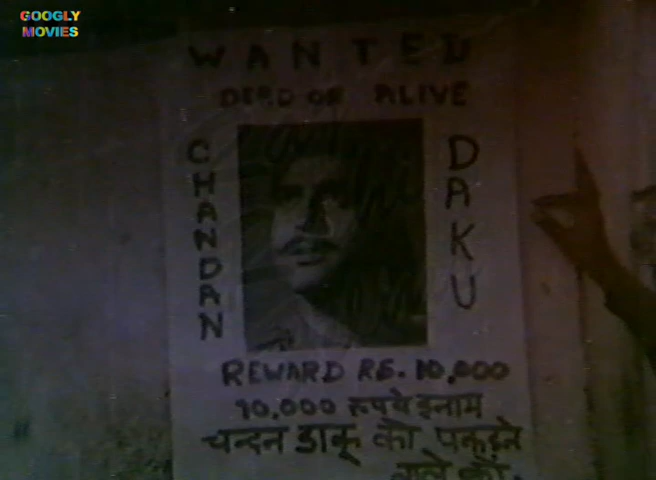 GOOGLY
MOVIES
WANTED
DEAD OR ALIVE
CHANDAN
DAKU
REWARD RS. 10,000
10,000 रुपये इनाम
चन्दन डाकू को पकड़ने
वाले को.